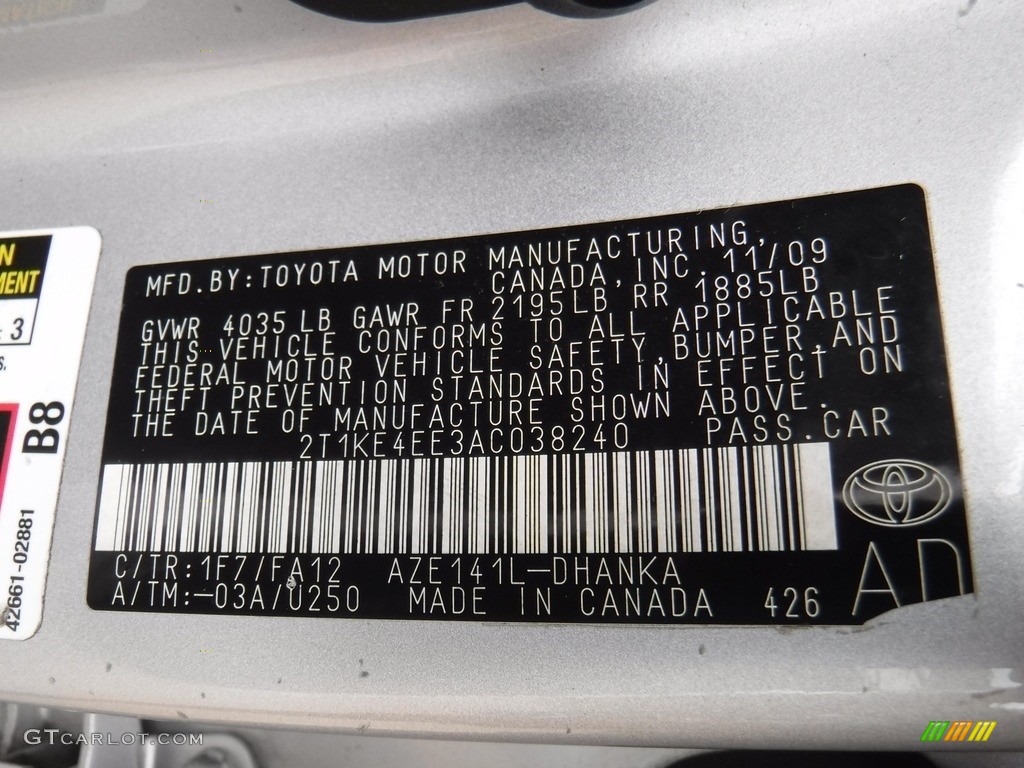 MFD.BY:TOYOTA MOTOR MANUFACTURING,
CANADA, INC. 11/09
GVWR 4035 LB GAWR FR 2195LB RR 1885LB
THIS VEHICLE CONFORMS TO ALL APPLICABLE
FEDERAL MOTOR VEHICLE SAFETY, BUMPER, AND
THEFT PREVENTION STANDARDS IN EFFECT ON
THE DATE OF MANUFACTURE SHOWN ABOVE.
2T1KE4EE3AC038240 PASS.CAR
C/TR:1F7/FA12 AZE141L-DHANKA
A/TM:-03A/U250 MADE IN CANADA 426
AD
3
B8
42661-02881
GTCARLOT.COM